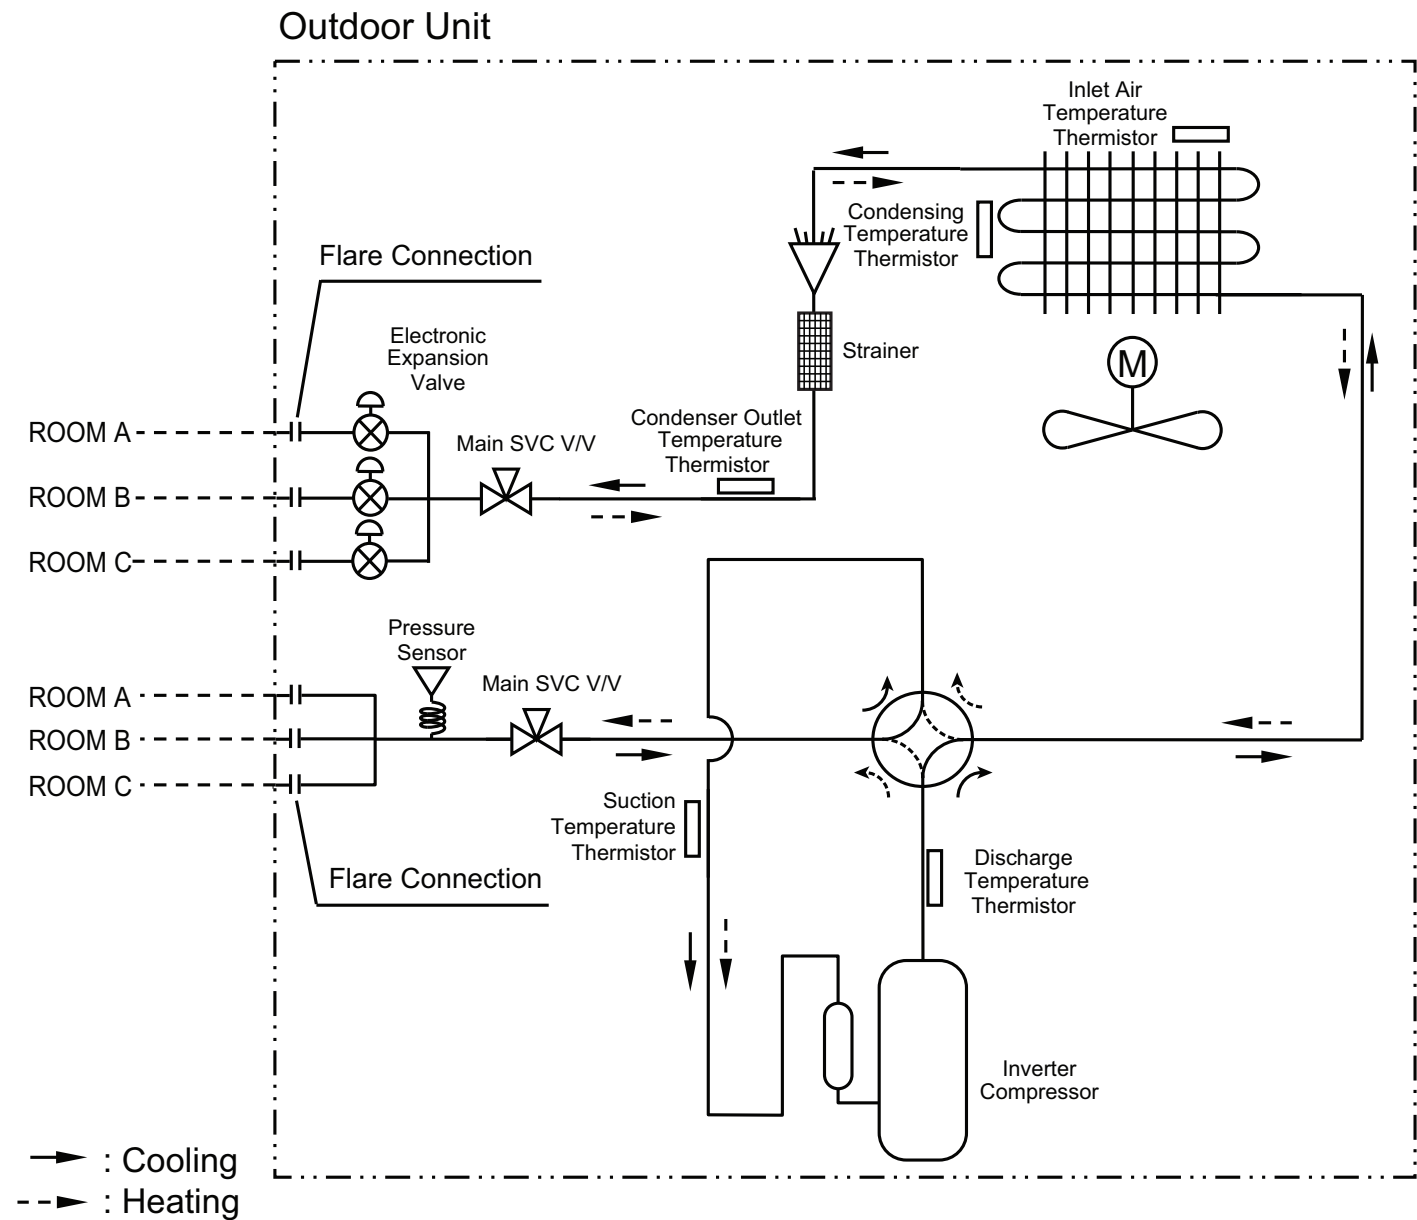 Outdoor Unit
Inlet Air
Temperature
Thermistor
Condensing
Temperature
Thermistor
Flare Connection
Electronic
Expansion
Valve
Strainer
M
Condenser Outlet
Temperature
Thermistor
ROOM A
Main SVC V/V
ROOM B
ROOM C
Pressure
Sensor
Main SVC V/V
ROOM A
ROOM B
ROOM C
Suction
Temperature
Thermistor
Flare Connection
Discharge
Temperature
Thermistor
Inverter
Compressor
: Cooling
: Heating